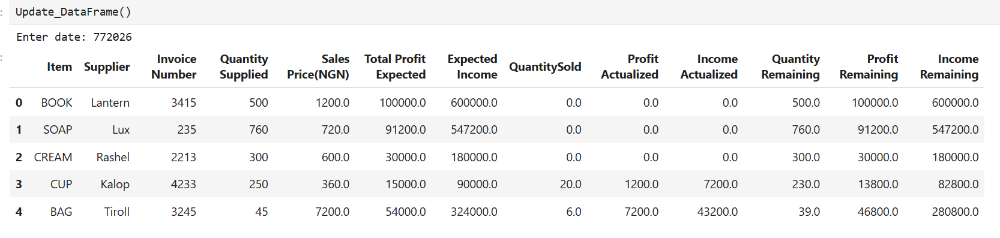 Update_DataFrame()
Enter date: 772026
Item Supplier Invoice Number Quantity Supplied Sales Price(NGN) Total Profit Expected Expected Income QuantitySold Profit Actualized Income Actualized Quantity Remaining Profit Remaining Income Remaining
0 BOOK Lantern 3415 500 1200.0 100000.0 600000.0 0.0 0.0 0.0 500.0 100000.0 600000.0
1 SOAP Lux 235 760 720.0 91200.0 547200.0 0.0 0.0 0.0 760.0 91200.0 547200.0
2 CREAM Rashel 2213 300 600.0 30000.0 180000.0 0.0 0.0 0.0 300.0 30000.0 180000.0
3 CUP Kalop 4233 250 360.0 15000.0 90000.0 20.0 1200.0 7200.0 230.0 13800.0 82800.0
4 BAG Tiroll 3245 45 7200.0 54000.0 324000.0 6.0 7200.0 43200.0 39.0 46800.0 280800.0